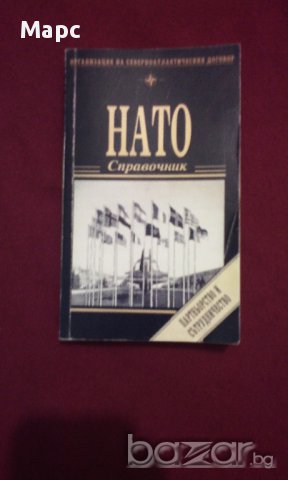 Марс
ОРГАНИЗАЦИЯ НА СЕВЕРНОАТЛАНТИЧЕСКИЯ ДОГОВОР
НАТО
Справочник
ПАРТНЬОРСТВО И
СЪТРУДНИЧЕСТВО
bazar.bg